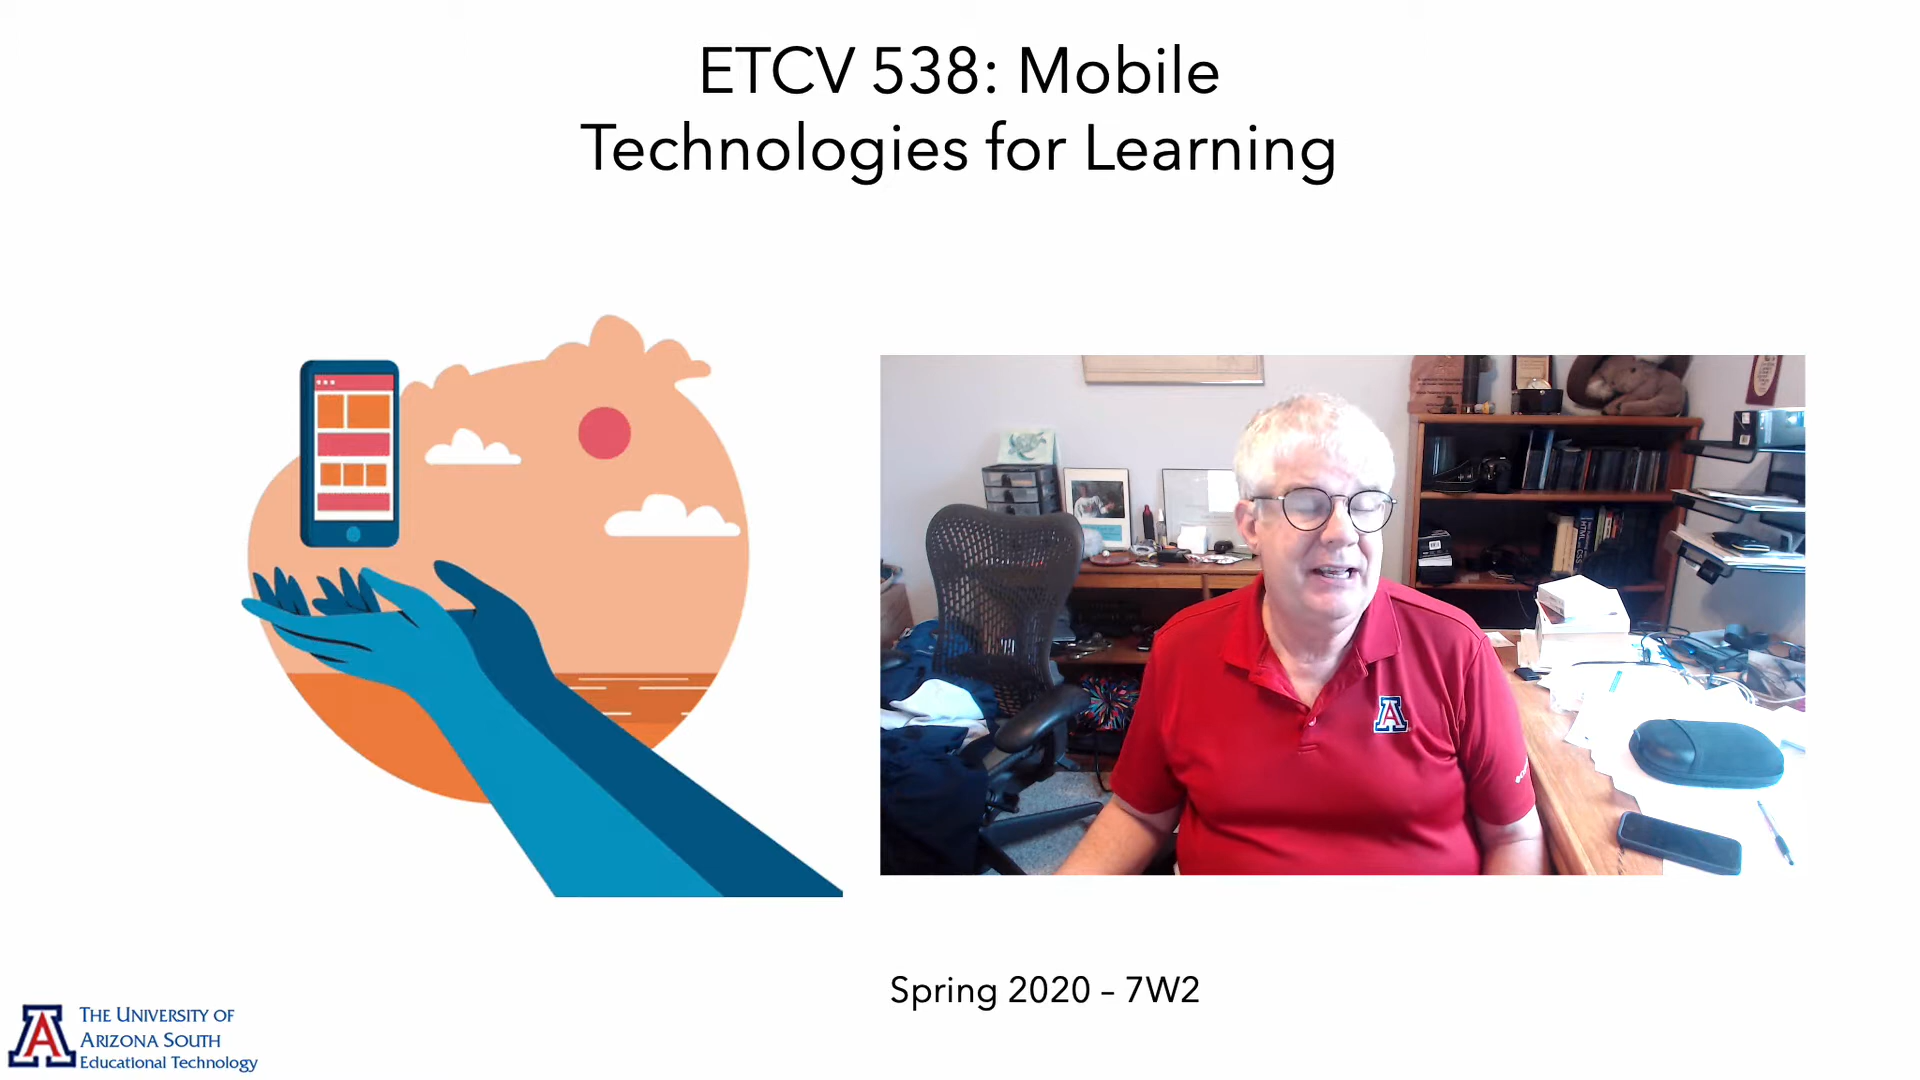 ETCV 538: Mobile
Technologies for Learning
Spring 2020 – 7W2
THE UNIVERSITY OF
ARIZONA SOUTH
Educational Technology